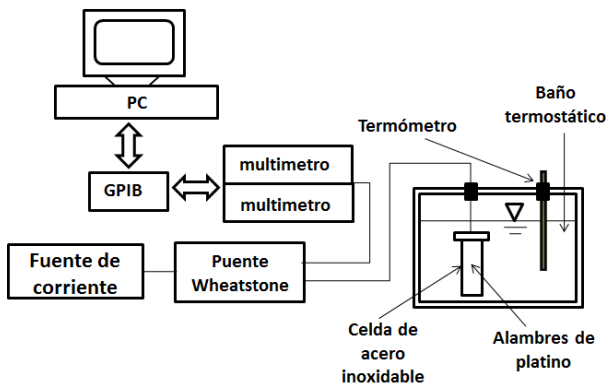 PC
GPIB
multimetro
multimetro
Fuente de
corriente
Puente
Wheatstone
Termómetro
Baño
termostático
Celda de
acero
inoxidable
Alambres de
platino